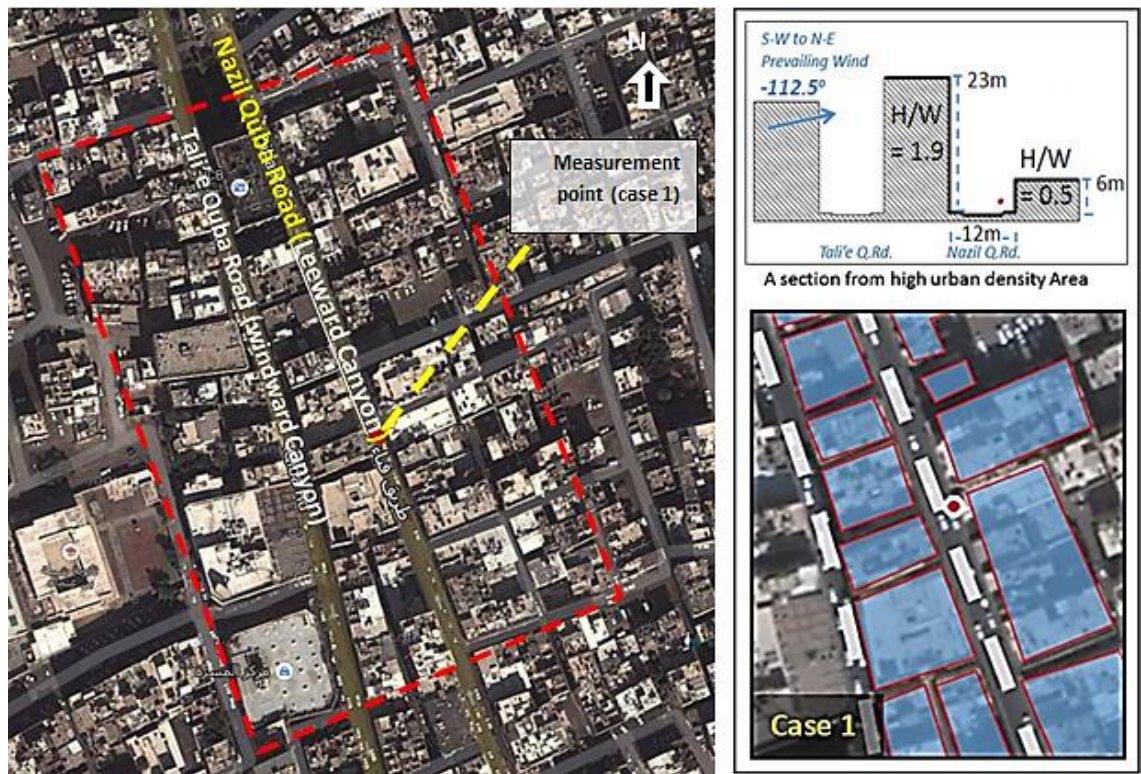 N
Nazil Quba Road (Leeward Canyon)
Tali'e Quba Road (windward Canyon)
Measurement
point (case 1)
S-W to N-E
Prevailing Wind
-112.5°
23m
H/W
= 1.9
H/W
= 0.5
6m
12m
Tali'e Q.Rd.
Nazil Q.Rd.
A section from high urban density Area
Case 1